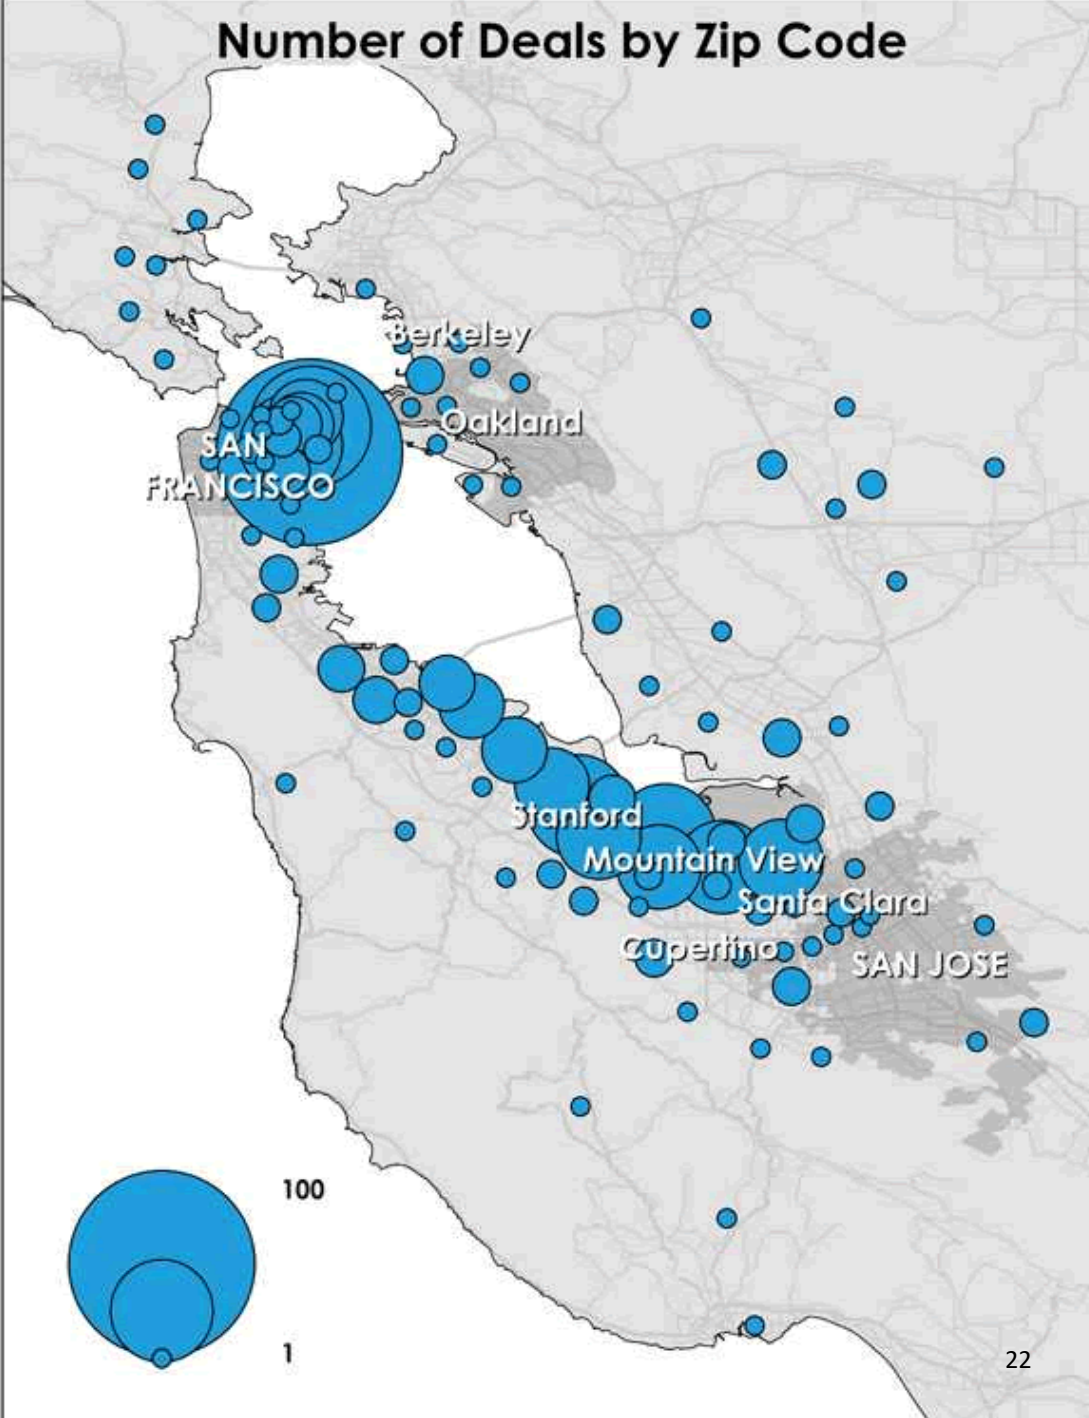 Number of Deals by Zip Code
Berkeley
Oakland
SAN
FRANCISCO
Stanford
Mountain View
Santa Clara
Cupertino
SAN JOSE
100
1
22